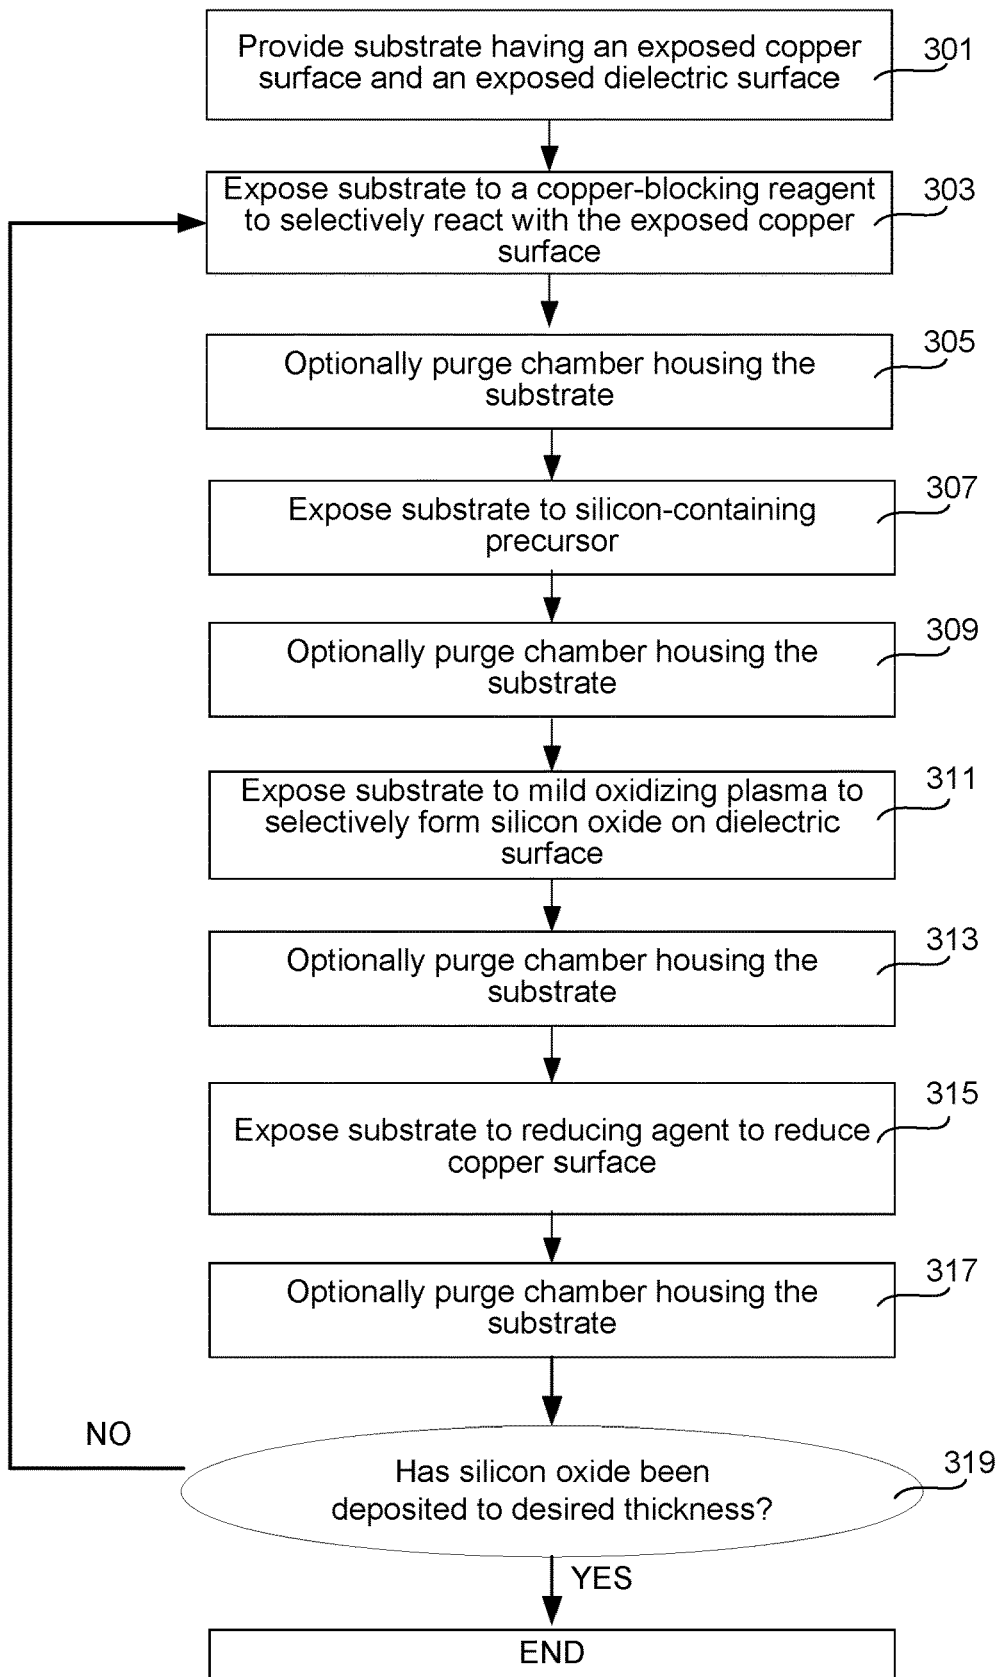 Provide substrate having an exposed copper
surface and an exposed dielectric surface
301
Expose substrate to a copper-blocking reagent
to selectively react with the exposed copper
surface
303
Optionally purge chamber housing the
substrate
305
Expose substrate to silicon-containing
precursor
307
Optionally purge chamber housing the
substrate
309
Expose substrate to mild oxidizing plasma to
selectively form silicon oxide on dielectric
surface
311
Optionally purge chamber housing the
substrate
313
Expose substrate to reducing agent to reduce
copper surface
315
Optionally purge chamber housing the
substrate
317
NO
Has silicon oxide been
deposited to desired thickness?
319
YES
END